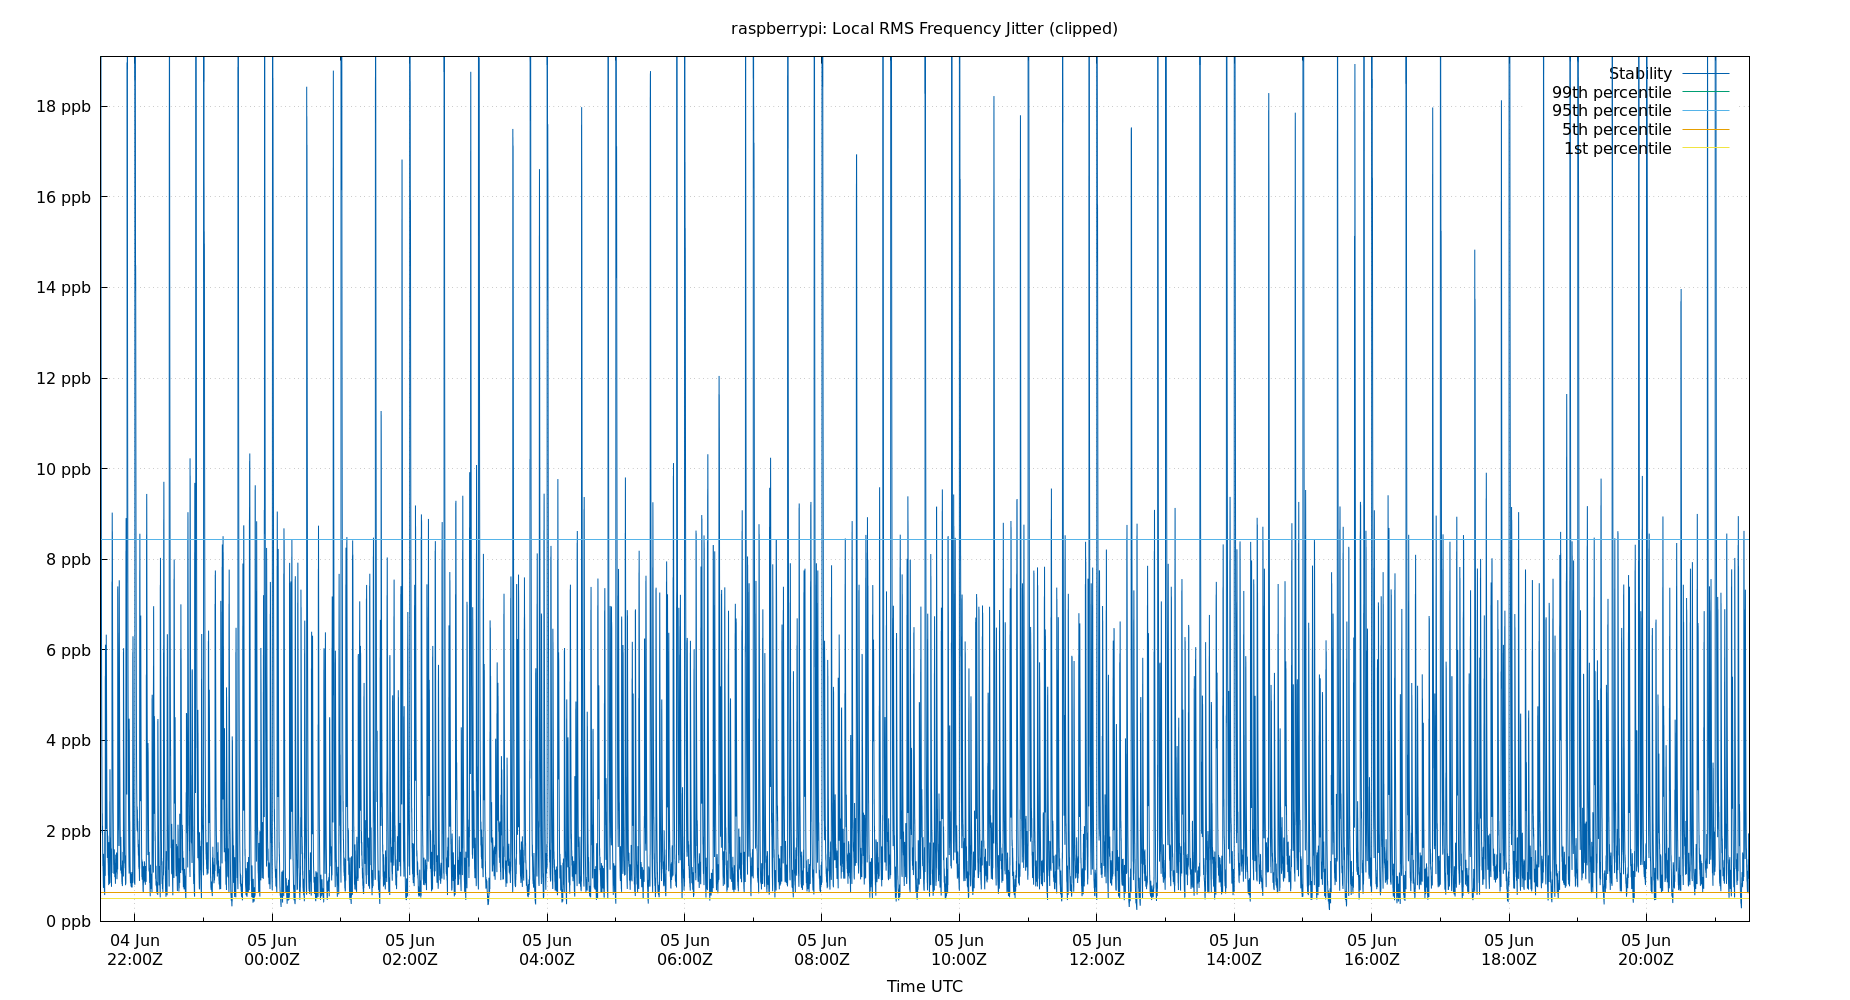 raspberrypi: Local RMS Frequency Jitter (clipped)
Stability
99th percentile
95th percentile
5th percentile
1st percentile
18 ppb
16 ppb
14 ppb
12 ppb
10 ppb
8 ppb
6 ppb
4 ppb
2 ppb
0 ppb
04 Jun 05 Jun 05 Jun 05 Jun 05 Jun 05 Jun 05 Jun 05 Jun 05 Jun 05 Jun 05 Jun 05 Jun
22:00Z 00:00Z 02:00Z 04:00Z 06:00Z 08:00Z 10:00Z 12:00Z 14:00Z 16:00Z 18:00Z 20:00Z
Time UTC